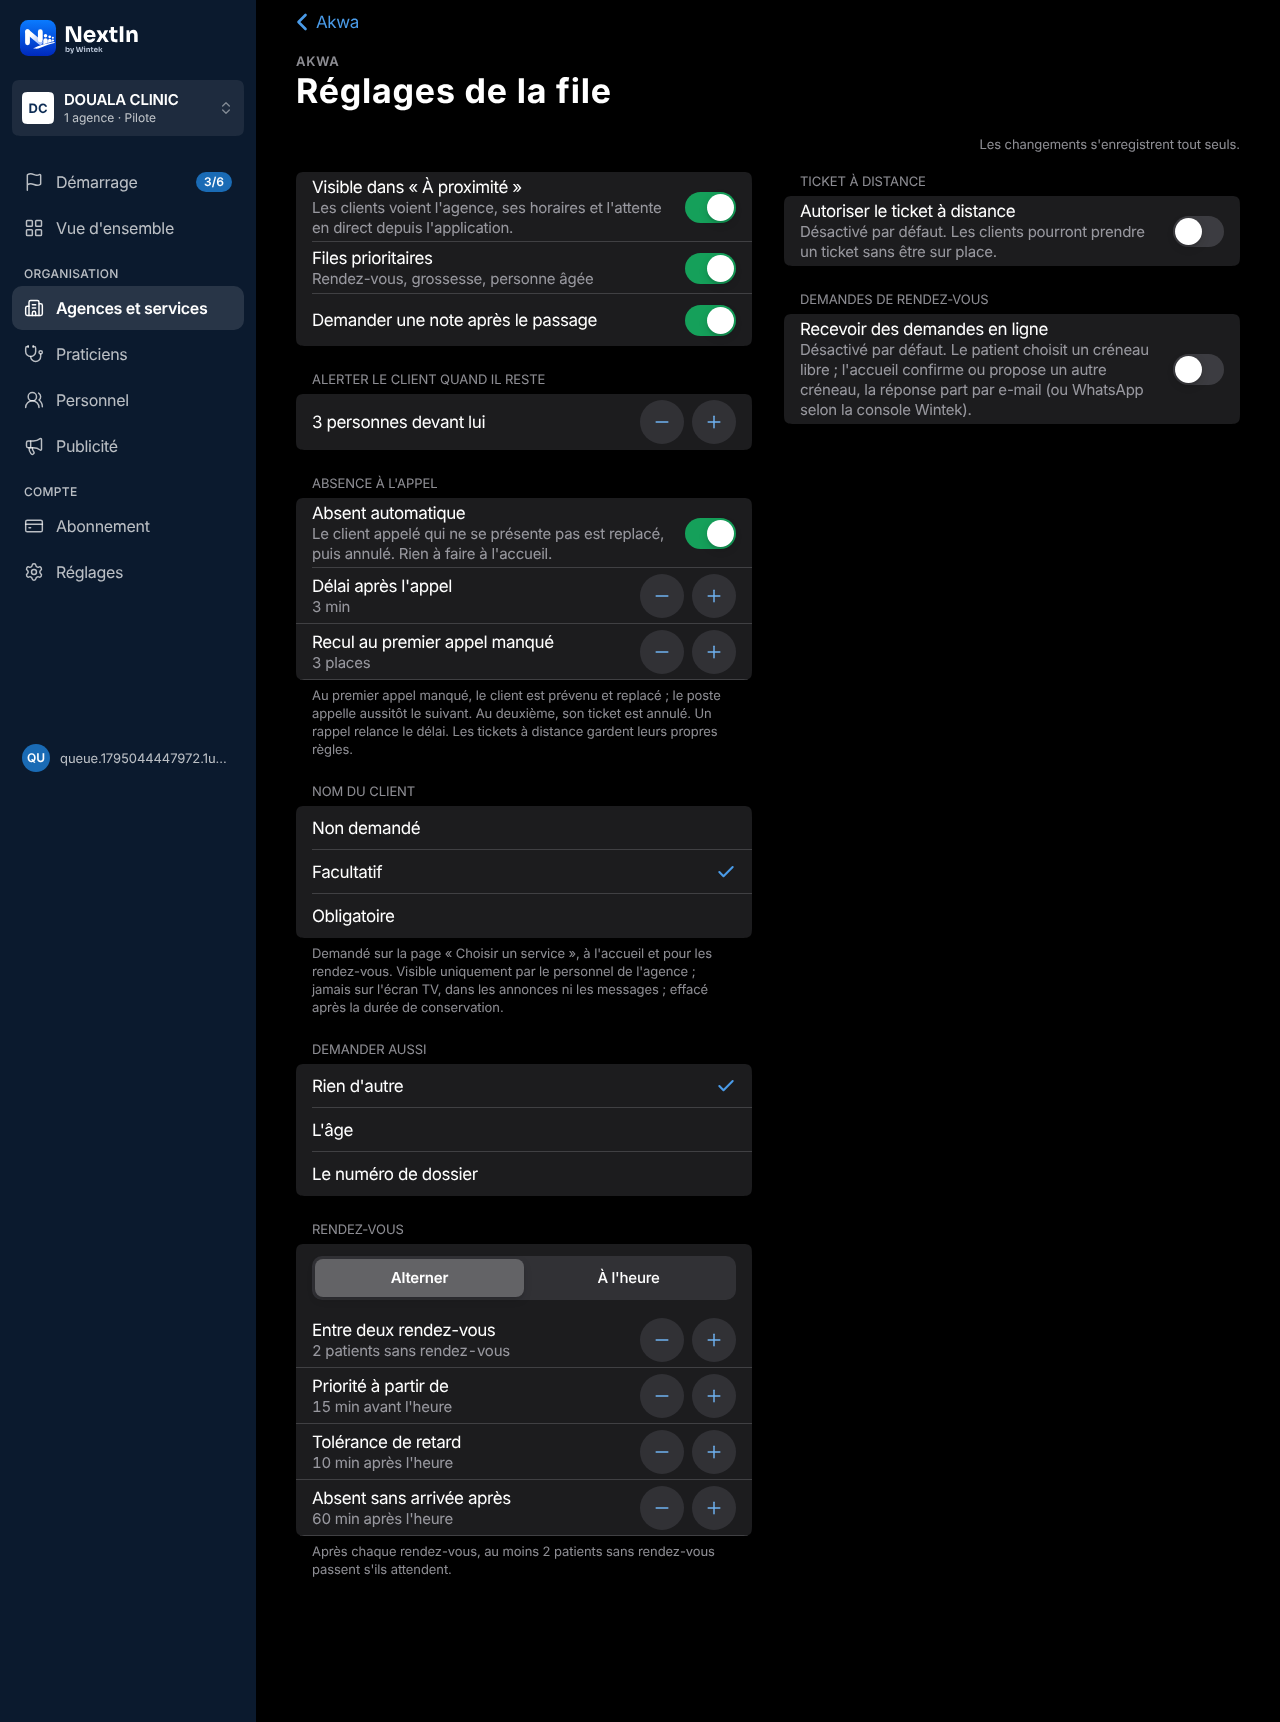 NextIn
by Wintek
DC
DOUALA CLINIC
1 agence · Pilote
Démarrage
3/6
Vue d'ensemble
ORGANISATION
Agences et services
Praticiens
Personnel
Publicité
COMPTE
Abonnement
Réglages
QU
queue.1795044447972.1u...
Akwa
AKWA
Réglages de la file
Les changements s'enregistrent tout seuls.
Visible dans « À proximité »
Les clients voient l'agence, ses horaires et l'attente
en direct depuis l'application.
Files prioritaires
Rendez-vous, grossesse, personne âgée
Demander une note après le passage
ALERTER LE CLIENT QUAND IL RESTE
3 personnes devant lui
ABSENCE À L'APPEL
Absent automatique
Le client appelé qui ne se présente pas est replacé,
puis annulé. Rien à faire à l'accueil.
Délai après l'appel
3 min
Recul au premier appel manqué
3 places
Au premier appel manqué, le client est prévenu et replacé ; le poste
appelle aussitôt le suivant. Au deuxième, son ticket est annulé. Un
rappel relance le délai. Les tickets à distance gardent leurs propres
règles.
NOM DU CLIENT
Non demandé
Facultatif
Obligatoire
Demandé sur la page « Choisir un service », à l'accueil et pour les
rendez-vous. Visible uniquement par le personnel de l'agence ;
jamais sur l'écran TV, dans les annonces ni les messages ; effacé
après la durée de conservation.
DEMANDER AUSSI
Rien d'autre
L'âge
Le numéro de dossier
RENDEZ-VOUS
Alterner
À l'heure
Entre deux rendez-vous
2 patients sans rendez-vous
Priorité à partir de
15 min avant l'heure
Tolérance de retard
10 min après l'heure
Absent sans arrivée après
60 min après l'heure
Après chaque rendez-vous, au moins 2 patients sans rendez-vous
passent s'ils attendent.
TICKET À DISTANCE
Autoriser le ticket à distance
Désactivé par défaut. Les clients pourront prendre
un ticket sans être sur place.
DEMANDES DE RENDEZ-VOUS
Recevoir des demandes en ligne
Désactivé par défaut. Le patient choisit un créneau
libre ; l'accueil confirme ou propose un autre
créneau, la réponse part par e-mail (ou WhatsApp
selon la console Wintek).